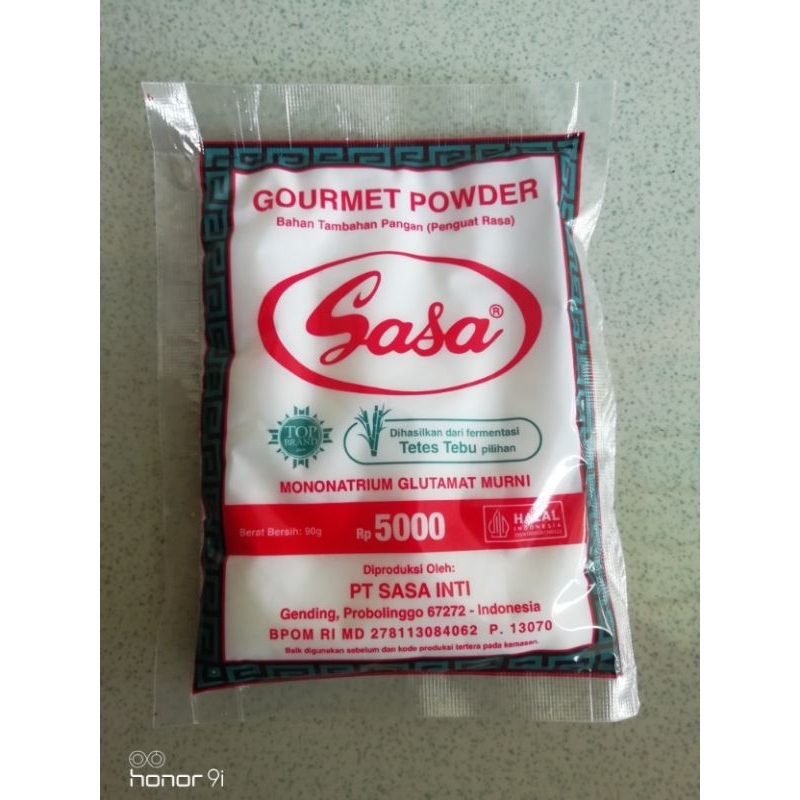 GOURMET POWDER
Bahan Tambahan Pangan (Penguat Rasa)
Sasa®
TOP
BRAND
Dihasilkan dari fermentasi
Tetes Tebu pilihan
MONONATRIUM GLUTAMAT MURNI
Berat Bersih: 90g
Rp 5000
HALAL
INDONESIA
Diproduksi Oleh:
PT SASA INTI
Gending, Probolinggo 67272 - Indonesia
BPOM RI MD 278113084062 P. 13070
Baik digunakan sebelum dan kode produksi tertera pada kemasan.
honor 9i